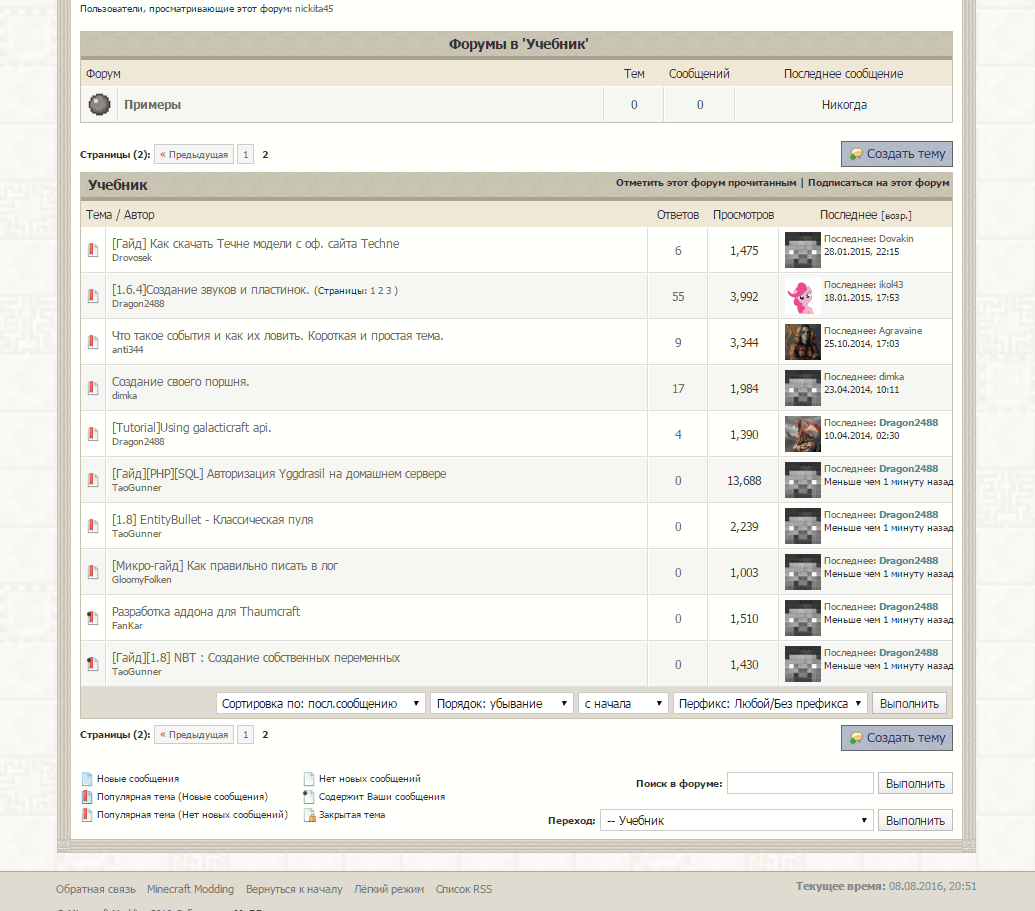 Пользователи, просматривающие этот форум: nickita45
Форумы в 'Учебник'
Форум Тем Сообщений Последнее сообщение
Примеры 0 0 Никогда
Страницы (2): « Предыдущая 1 2 Создать тему
Учебник Отметить этот форум прочитанным | Подписаться на этот форум
Тема / Автор Ответов Просмотров Последнее [возр.]
[Гайд] Как скачать Течне модели с оф. сайта Techne 6 1,475 Последнее: Dovakin
Drovosek 28.01.2015, 22:15
[1.6.4]Создание звуков и пластинок. (Страницы: 1 2 3 ) 55 3,992 Последнее: ikol43
Dragon2488 18.01.2015, 17:53
Что такое события и как их ловить. Короткая и простая тема. 9 3,344 Последнее: Agravaine
anti344 25.10.2014, 17:03
Создание своего поршня. 17 1,984 Последнее: dimka
dimka 23.04.2014, 10:11
[Tutorial]Using galacticraft api. 4 1,390 Последнее: Dragon2488
Dragon2488 10.04.2014, 02:30
[Гайд][PHP][SQL] Авторизация Yggdrasil на домашнем сервере 0 13,688 Последнее: Dragon2488
TaoGunner Меньше чем 1 минуту назад
[1.8] EntityBullet - Классическая пуля 0 2,239 Последнее: Dragon2488
TaoGunner Меньше чем 1 минуту назад
[Микро-гайд] Как правильно писать в лог 0 1,003 Последнее: Dragon2488
GloomyFolken Меньше чем 1 минуту назад
Разработка аддона для Thaumcraft 0 1,510 Последнее: Dragon2488
FanKar Меньше чем 1 минуту назад
[Гайд][1.8] NBT : Создание собственных переменных 0 1,430 Последнее: Dragon2488
TaoGunner Меньше чем 1 минуту назад
Сортировка по: посл.сообщению Порядок: убывание с начала Перфикс: Любой/Без префикса Выполнить
Страницы (2): « Предыдущая 1 2 Создать тему
Новые сообщения Нет новых сообщений Поиск в форуме: Выполнить
Популярная тема (Новые сообщения) Содержит Ваши сообщения
Популярная тема (Нет новых сообщений) Закрытая тема Переход: -- Учебник Выполнить
Обратная связь Minecraft Modding Вернуться к началу Лёгкий режим Список RSS Текущее время: 08.08.2016, 20:51